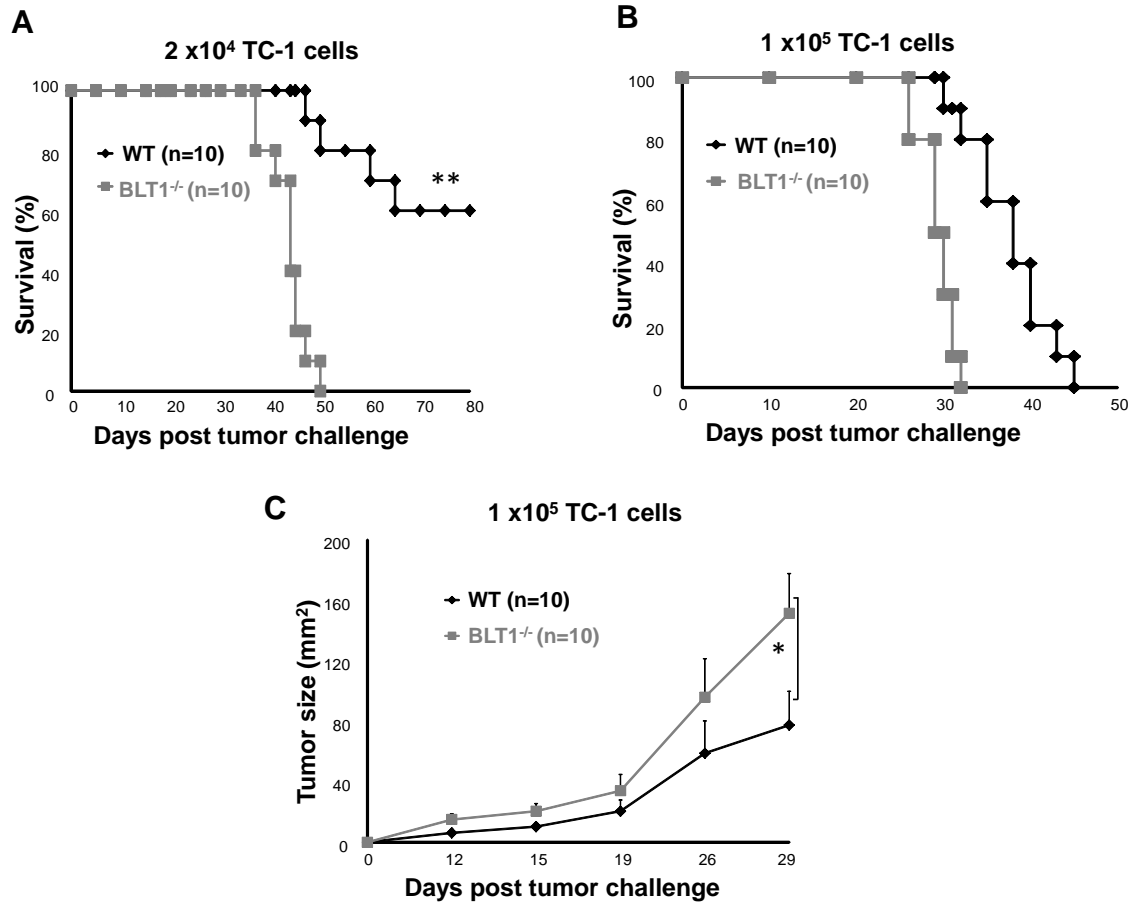 A
2 x10⁴ TC-1 cells
100
80
60
40
20
0
Survival (%)
WT (n=10)
BLT1⁻/⁻ (n=10)
**
0 10 20 30 40 50 60 70 80
Days post tumor challenge
B
1 x10⁵ TC-1 cells
100
80
60
40
20
0
Survival (%)
WT (n=10)
BLT1⁻/⁻ (n=10)
0 10 20 30 40 50
Days post tumor challenge
C
1 x10⁵ TC-1 cells
200
160
120
80
40
0
Tumor size (mm²)
WT (n=10)
BLT1⁻/⁻ (n=10)
*
0 12 15 19 26 29
Days post tumor challenge